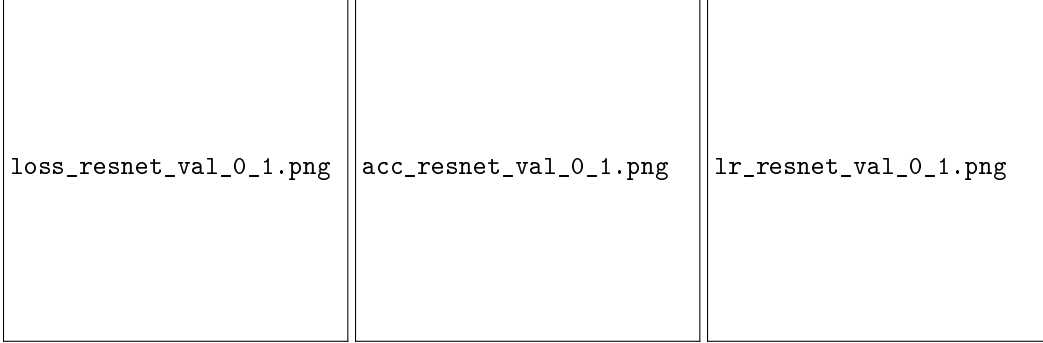 loss_resnet_val_0_1.png
acc_resnet_val_0_1.png
lr_resnet_val_0_1.png